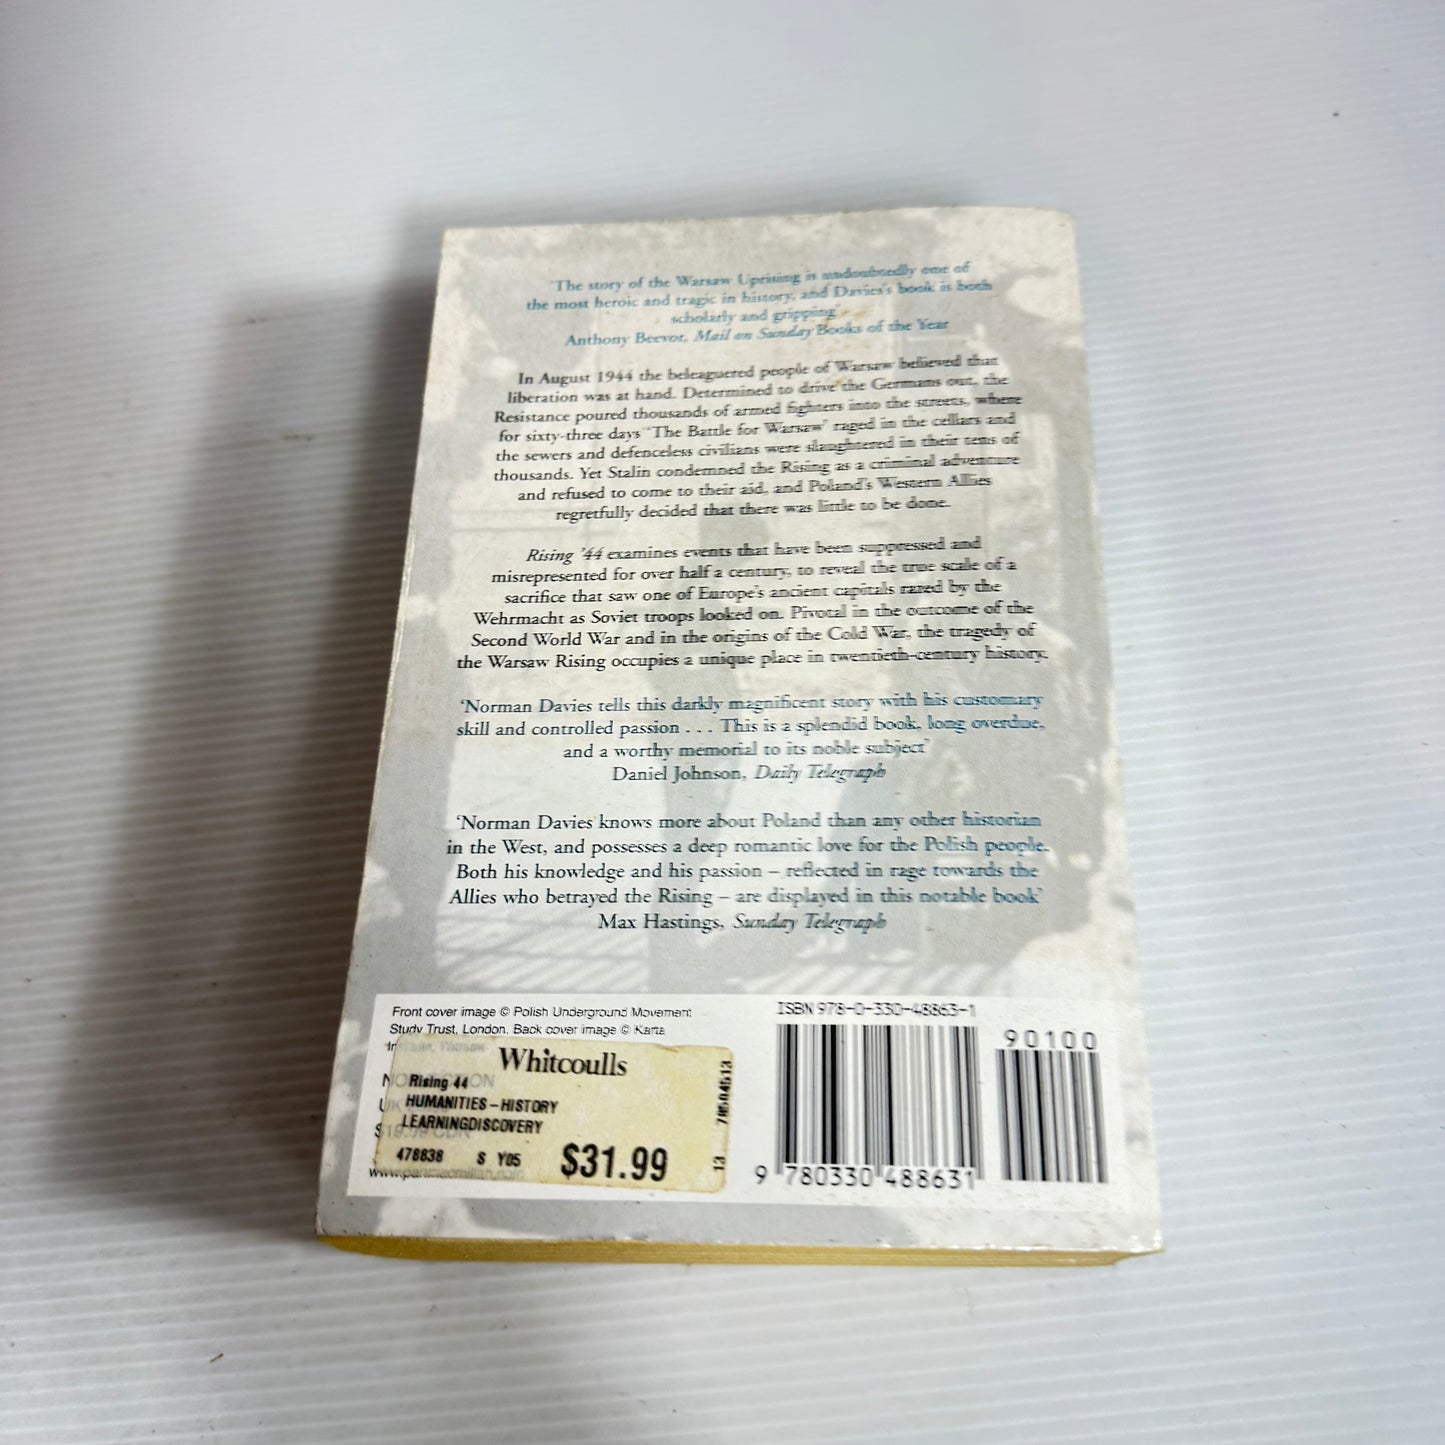 'The story of the Warsaw Uprising is undoubtedly one of
the most heroic and tragic in history, and Davies's book is both
scholarly and gripping'
Anthony Beevor, Mail on Sunday Books of the Year
In August 1944 the beleaguered people of Warsaw believed that
liberation was at hand. Determined to drive the Germans out, the
Resistance poured thousands of armed fighters into the streets, where
for sixty-three days 'The Battle for Warsaw' raged in the cellars and
the sewers and defenceless civilians were slaughtered in their tens of
thousands. Yet Stalin condemned the Rising as a criminal adventure
and refused to come to their aid, and Poland's Western Allies
regretfully decided that there was little to be done.
Rising '44 examines events that have been suppressed and
misrepresented for over half a century, to reveal the true scale of a
sacrifice that saw one of Europe's ancient capitals razed by the
Wehrmacht as Soviet troops looked on. Pivotal in the outcome of the
Second World War and in the origins of the Cold War, the tragedy of
the Warsaw Rising occupies a unique place in twentieth-century history.
'Norman Davies tells this darkly magnificent story with his customary
skill and controlled passion . . . This is a splendid book, long overdue,
and a worthy memorial to its noble subject'
Daniel Johnson, Daily Telegraph
'Norman Davies knows more about Poland than any other historian
in the West, and possesses a deep romantic love for the Polish people.
Both his knowledge and his passion – reflected in rage towards the
Allies who betrayed the Rising – are displayed in this notable book'
Max Hastings, Sunday Telegraph
Front cover image © Polish Underground Movement
Study Trust, London. Back cover image © Karta
Warsaw
Whitcoulls
Rising 44
HUMANITIES-HISTORY
LEARNINGDISCOVERY
478838 S Y05 $31.99
13
ISBN 978-0-330-48863-1
90100
9 780330 488631